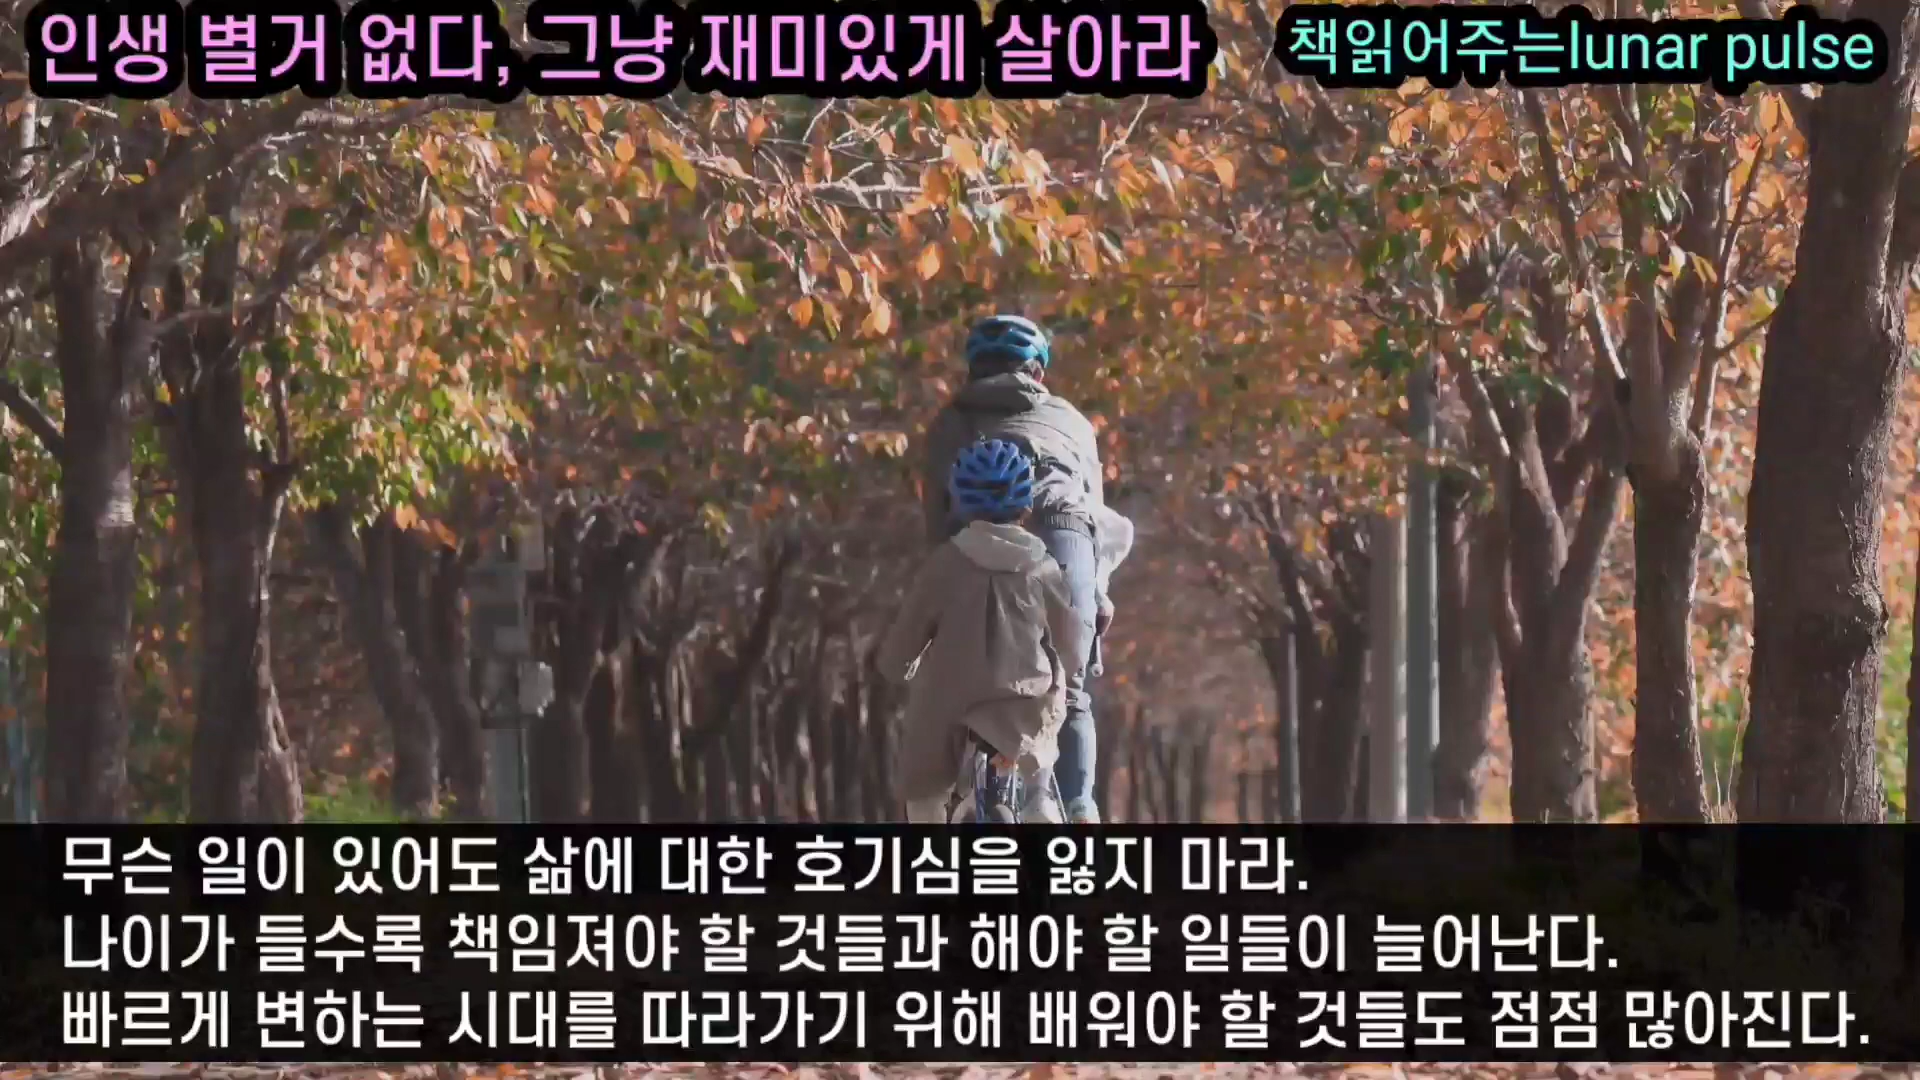 인생 별거 없다, 그냥 재미있게 살아라
책읽어주는lunar pulse
무슨 일이 있어도 삶에 대한 호기심을 잃지 마라.
나이가 들수록 책임져야 할 것들과 해야 할 일들이 늘어난다.
빠르게 변하는 시대를 따라가기 위해 배워야 할 것들도 점점 많아진다.